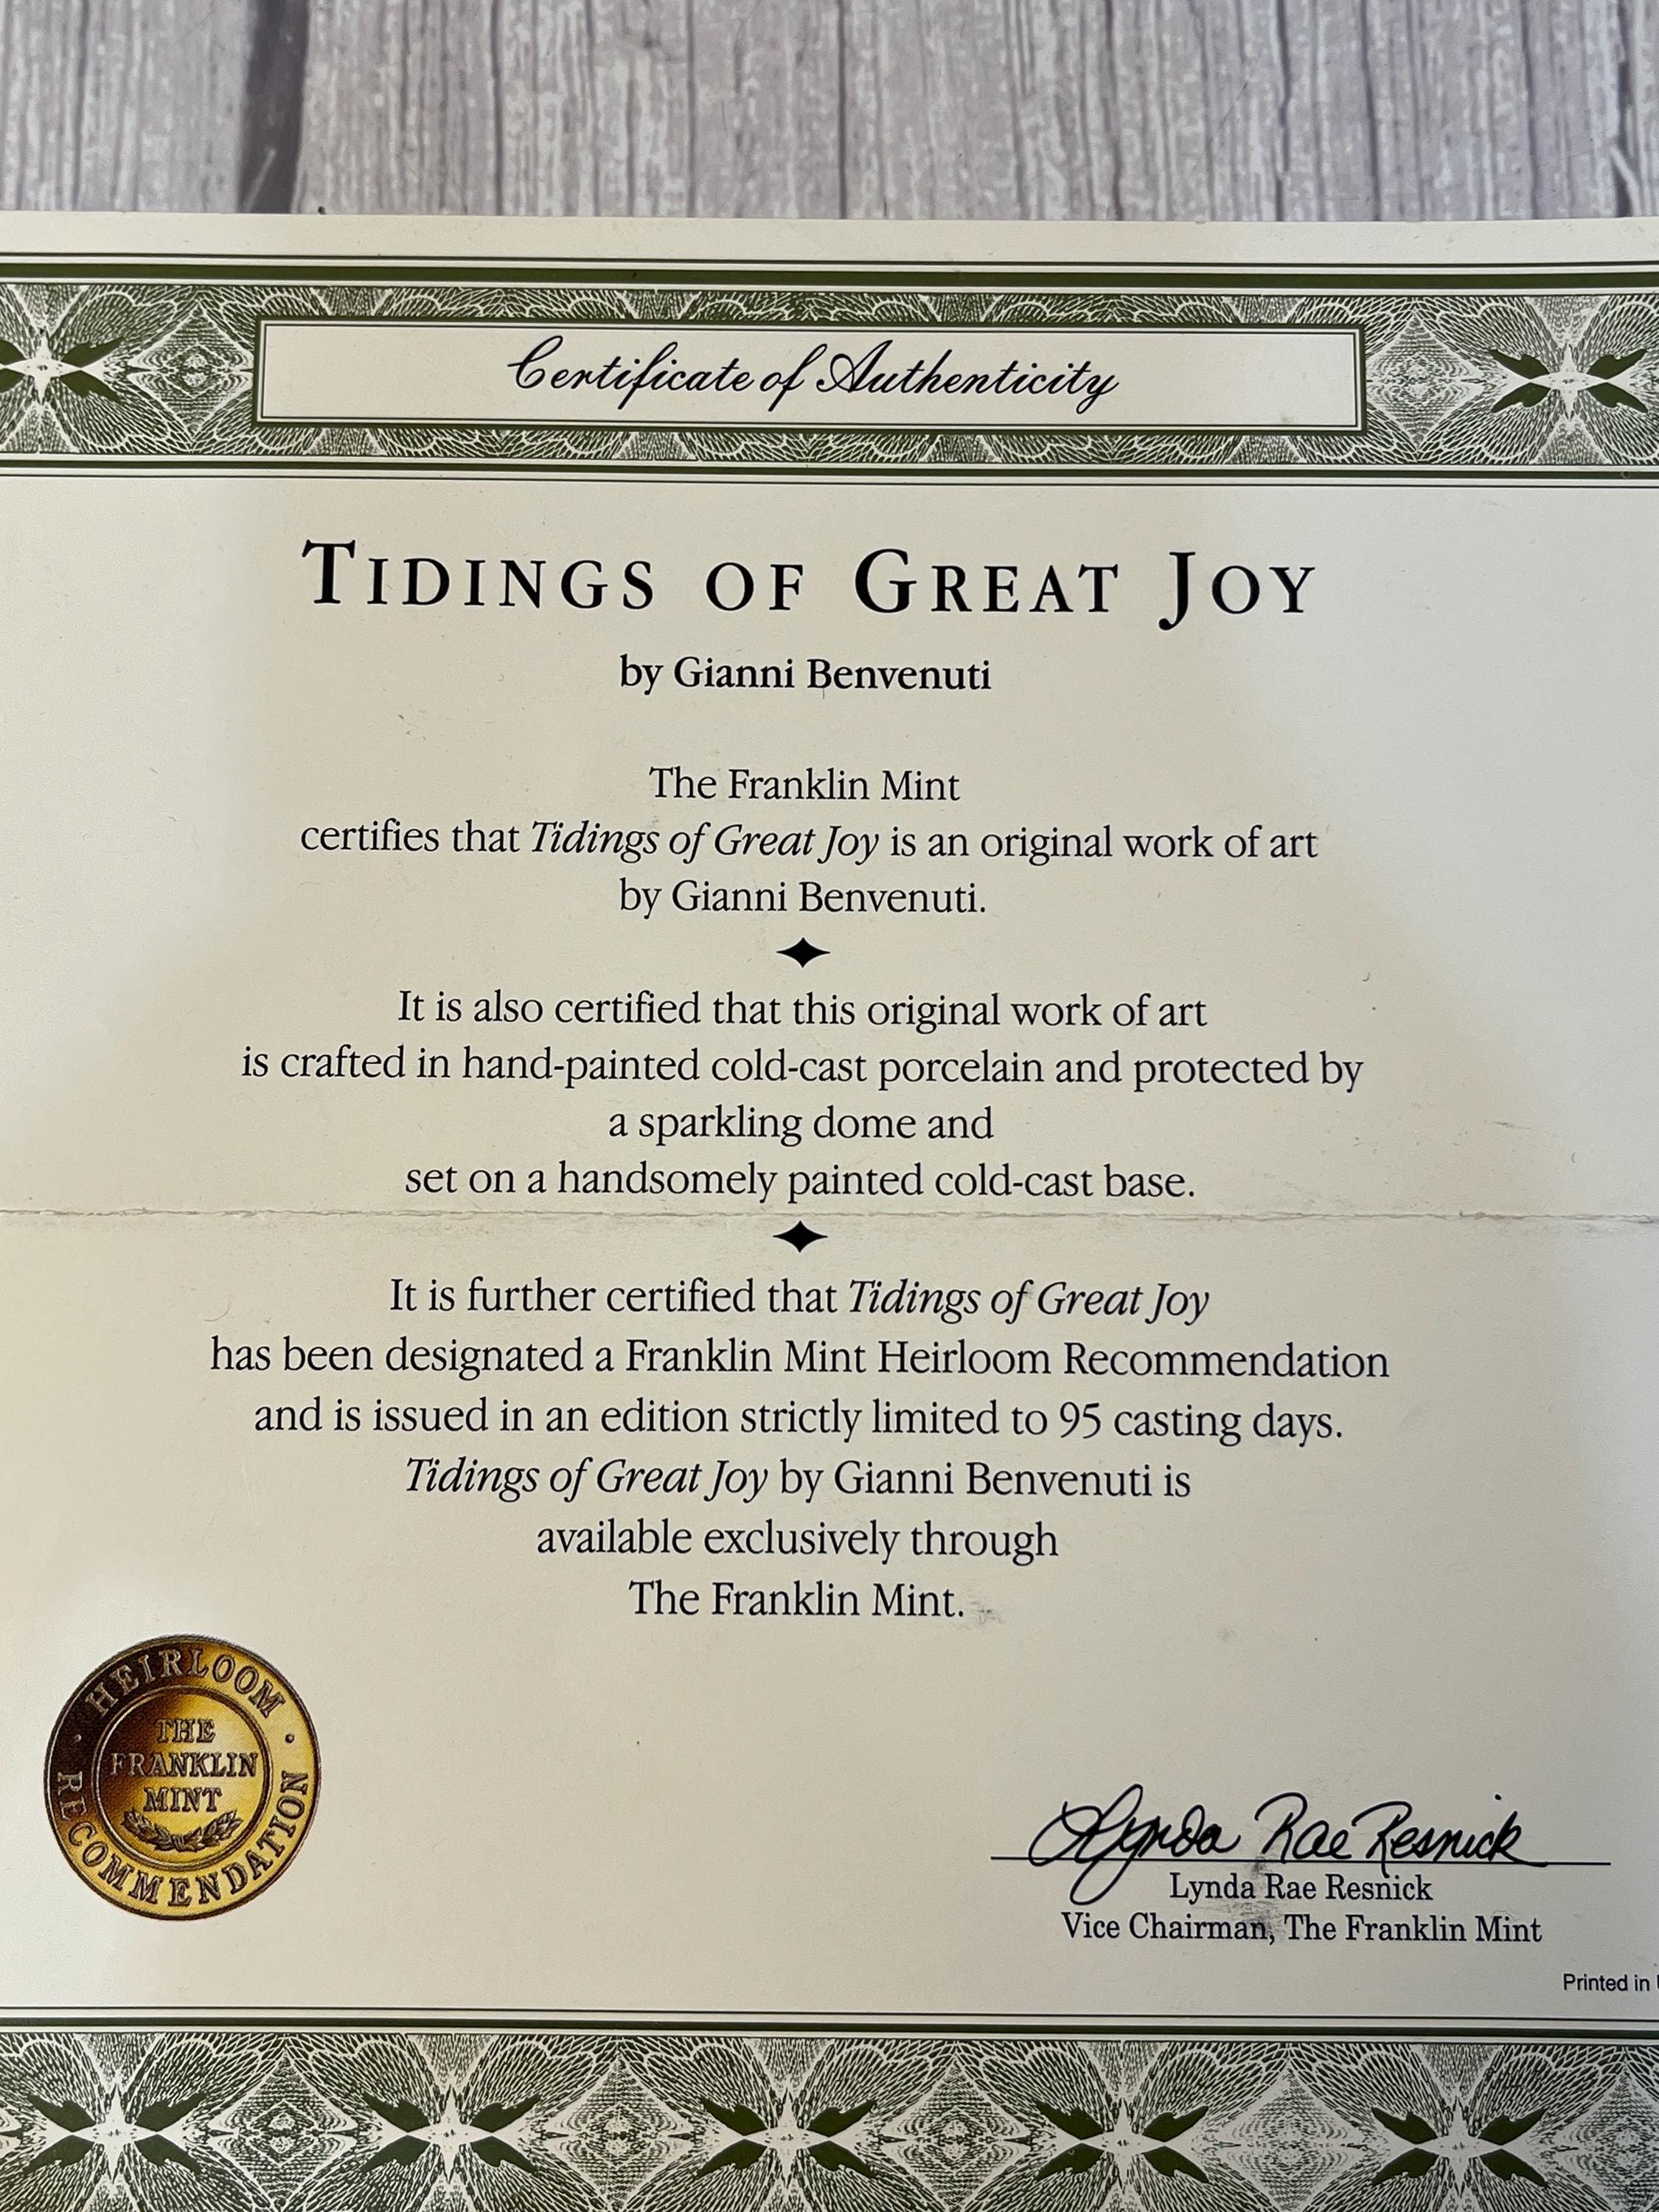 Certificate of Authenticity
TIDINGS OF GREAT JOY
by Gianni Benvenuti
The Franklin Mint
certifies that Tidings of Great Joy is an original work of art
by Gianni Benvenuti.
It is also certified that this original work of art
is crafted in hand-painted cold-cast porcelain and protected by
a sparkling dome and
set on a handsomely painted cold-cast base.
It is further certified that Tidings of Great Joy
has been designated a Franklin Mint Heirloom Recommendation
and is issued in an edition strictly limited to 95 casting days.
Tidings of Great Joy by Gianni Benvenuti is
available exclusively through
The Franklin Mint.
HEIRLOOM
THE
FRANKLIN
MINT
RECOMMENDATION
Lynda Rae Resnick
Lynda Rae Resnick
Vice Chairman, The Franklin Mint
Printed in